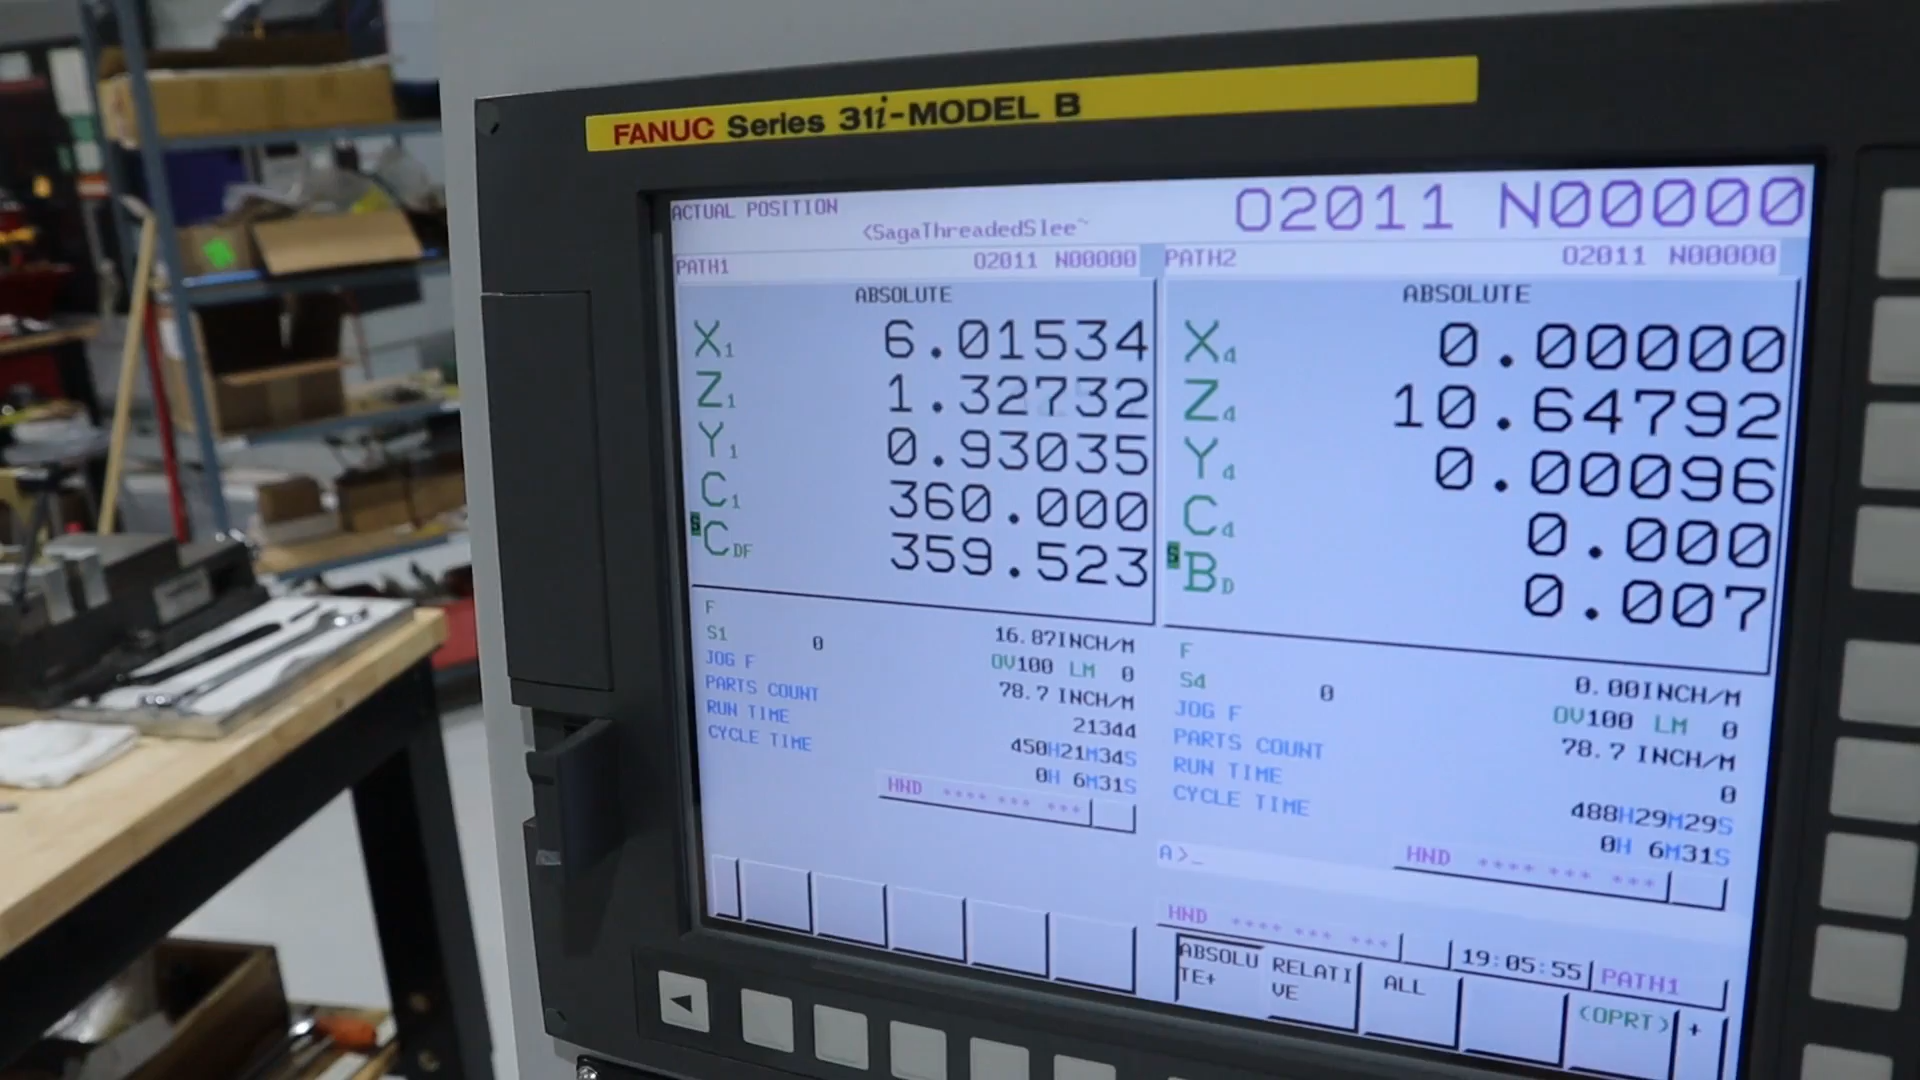 FANUC Series 31i-MODEL B
ACTUAL POSITION
<SagaThreadedSlee~
O2011 N00000
PATH1 O2011 N00000
ABSOLUTE
X1 6.01534
Z1 1.32732
Y1 0.93035
C1 360.000
S CDF 359.523
F 16.87INCH/M
S1 0 OV100 LM 0
JOG F 78.7 INCH/M
PARTS COUNT 21344
RUN TIME 450H21M34S
CYCLE TIME 0H 6M31S
HND **** *** ***
PATH2 O2011 N00000
ABSOLUTE
X4 0.00000
Z4 10.64792
Y4 0.00096
C4 0.000
S BD 0.007
F 0.00INCH/M
S4 0 OV100 LM 0
JOG F 78.7 INCH/M
PARTS COUNT 0
RUN TIME 488H29M29S
CYCLE TIME 0H 6M31S
HND **** *** ***
A>_
HND **** *** *** 19:05:55 PATH1
ABSOLU
TE+
RELATI
VE
ALL
(OPRT)
+